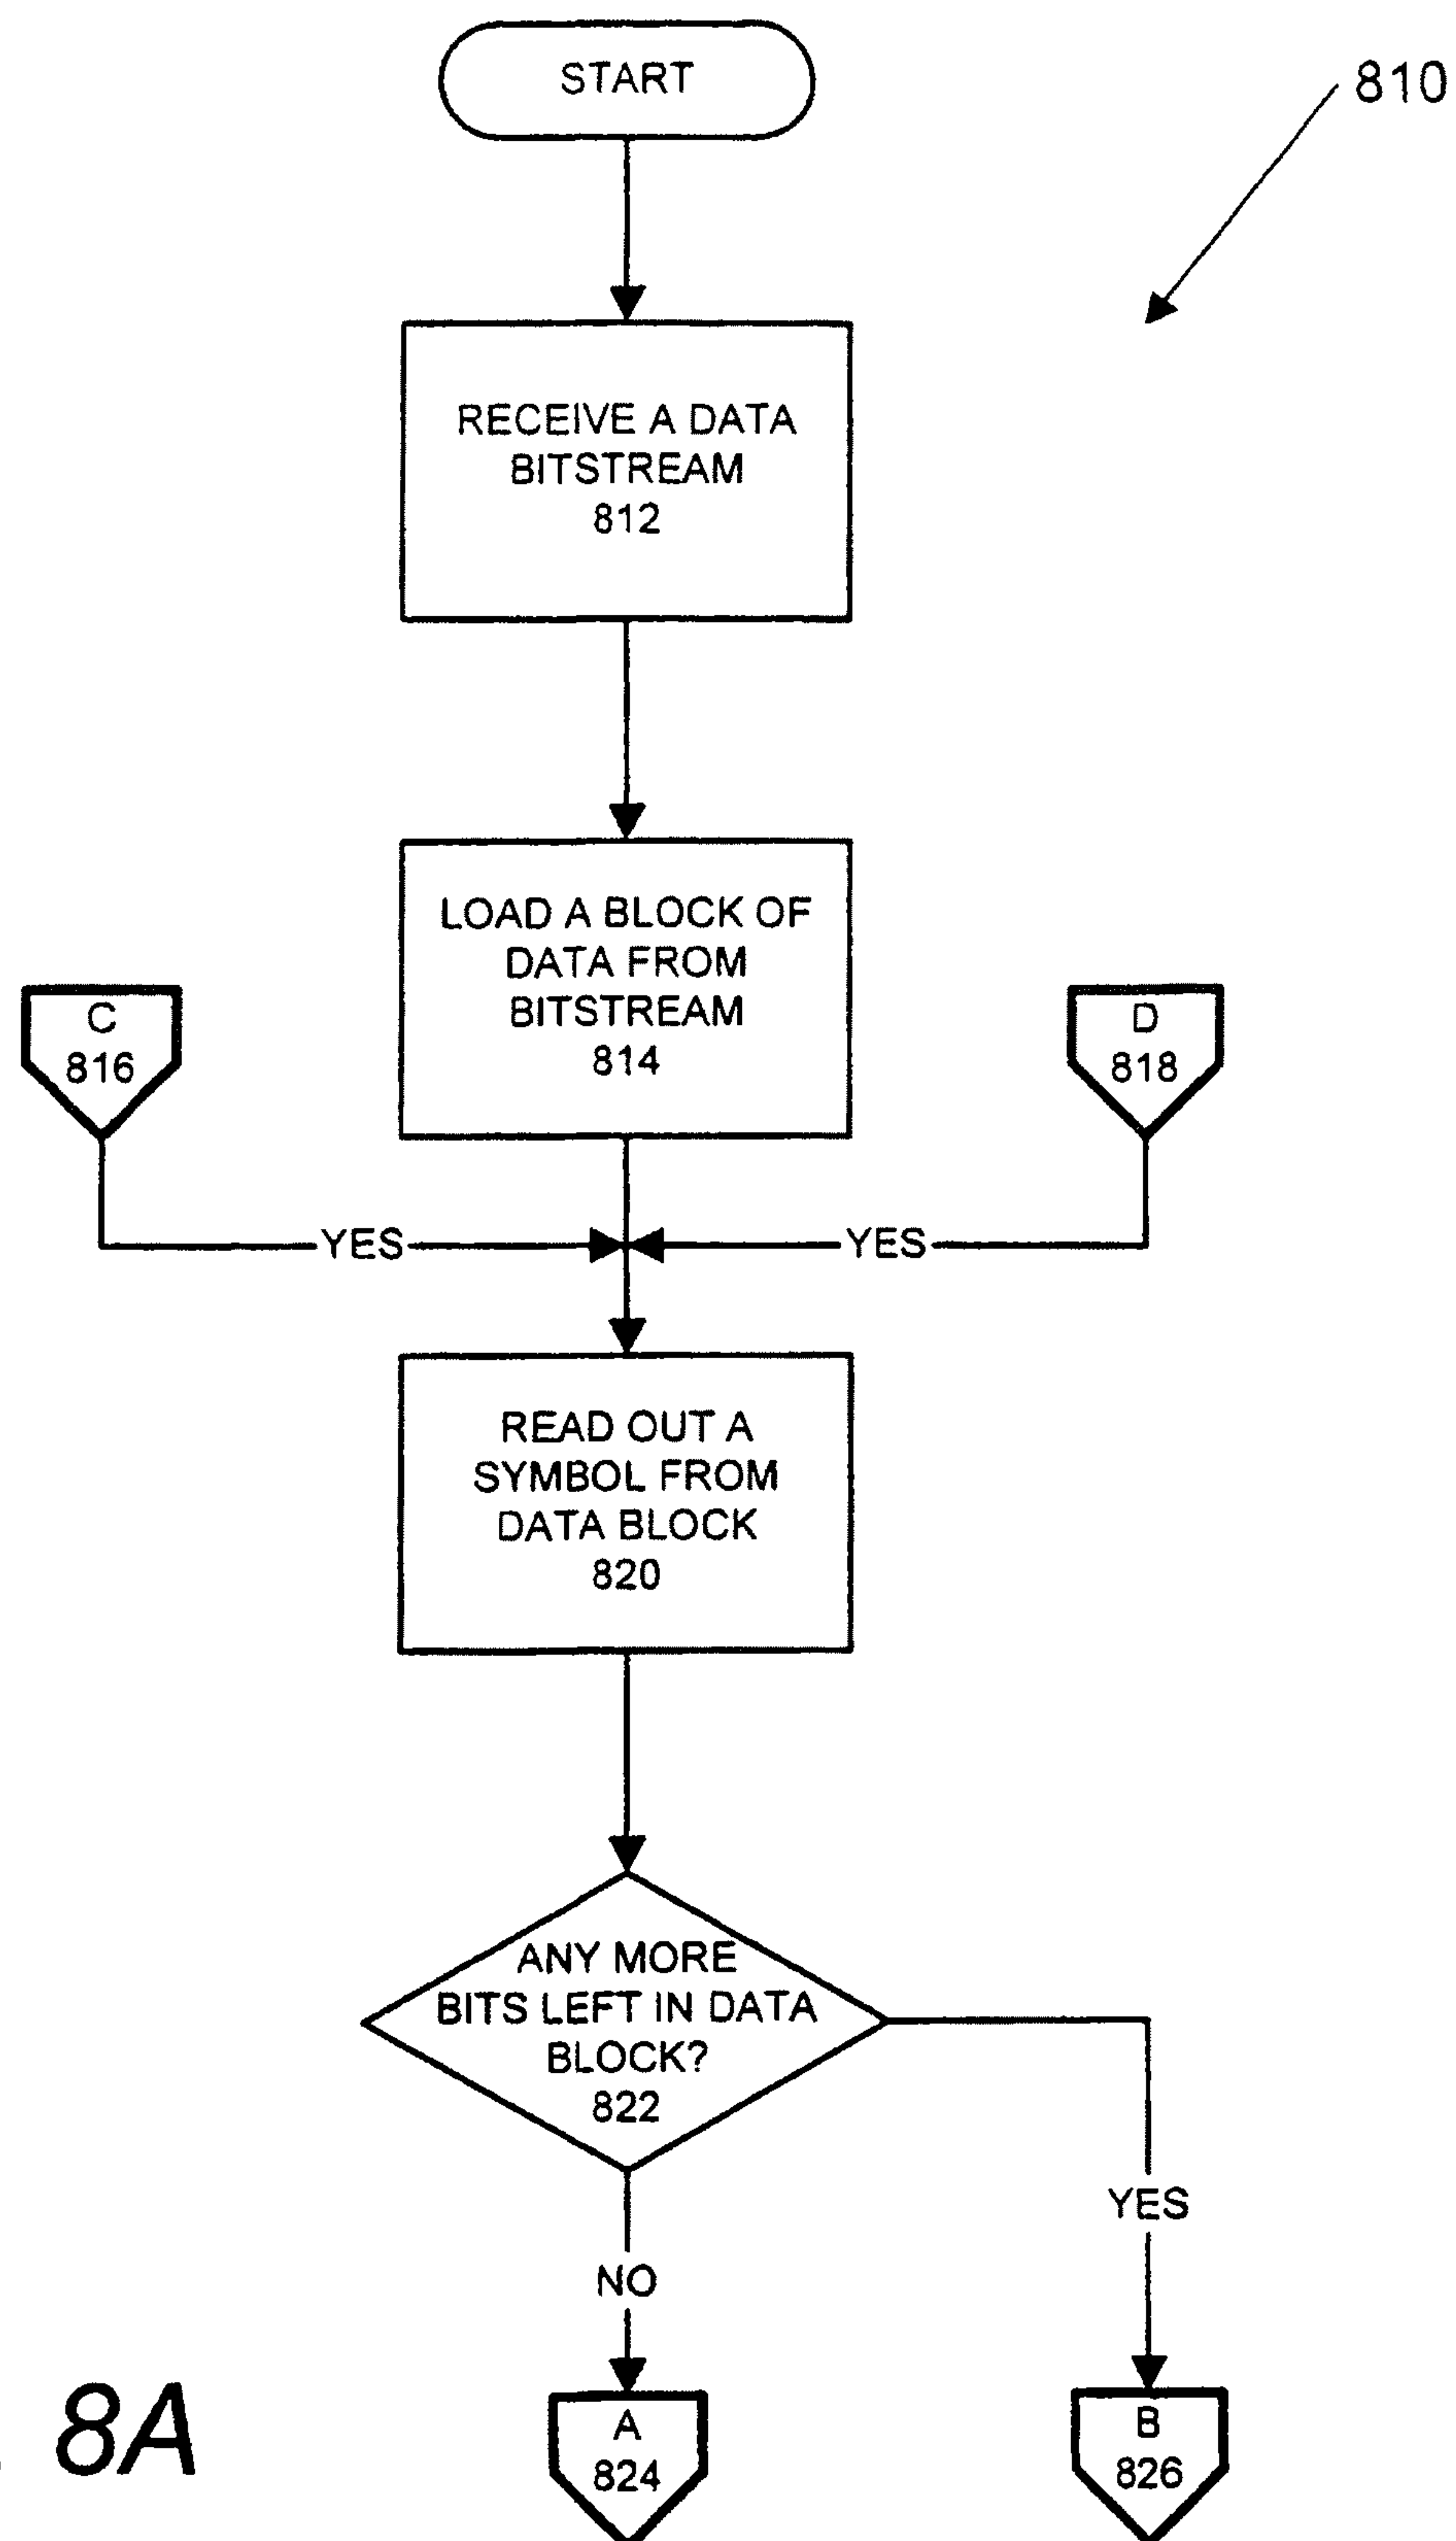 START
810
RECEIVE A DATA
BITSTREAM
812
LOAD A BLOCK OF
DATA FROM
BITSTREAM
814
C
816
D
818
YES
YES
READ OUT A
SYMBOL FROM
DATA BLOCK
820
ANY MORE
BITS LEFT IN DATA
BLOCK?
822
YES
NO
8A
A
824
B
826